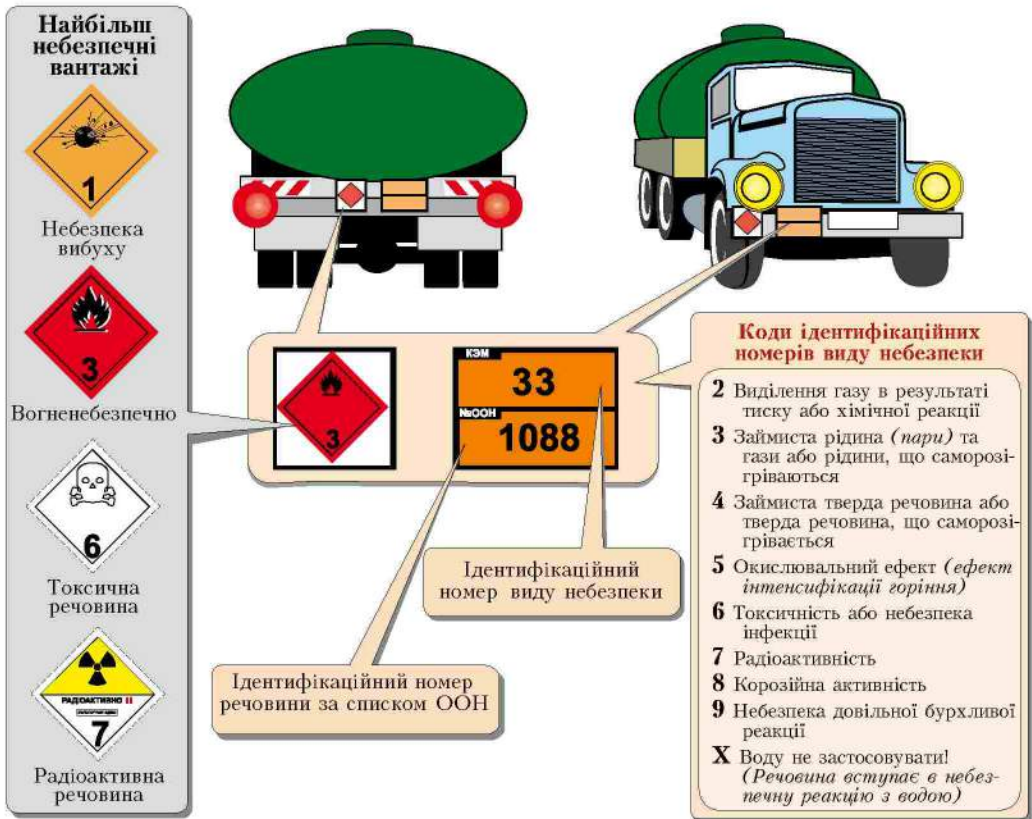 Найбільш
небезпечні
вантажі
1
Небезпека
вибуху
3
Вогненебезпечно
6
Токсична
речовина
РАДІОАКТИВНО II
7
Радіоактивна
речовина
3
КЭМ
33
№ООН
1088
Ідентифікаційний
номер виду небезпеки
Ідентифікаційний номер
речовини за списком ООН
Коди ідентифікаційних
номерів виду небезпеки
2 Виділення газу в результаті
тиску або хімічної реакції
3 Займиста рідина (пари) та
гази або рідини, що саморозі-
гріваються
4 Займиста тверда речовина або
тверда речовина, що саморозі-
грівається
5 Окислювальний ефект (ефект
інтенсифікації горіння)
6 Токсичність або небезпека
інфекції
7 Радіоактивність
8 Корозійна активність
9 Небезпека довільної бурхливої
реакції
X Воду не застосовувати!
(Речовина вступає в небез-
печну реакцію з водою)